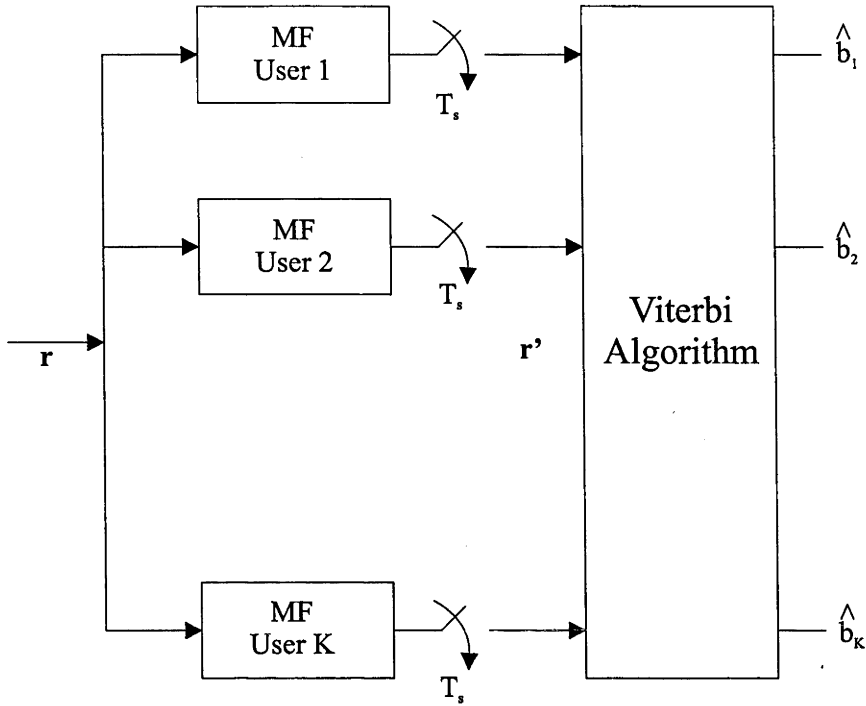 MF
User 1
T_s
b̂_1
MF
User 2
T_s
b̂_2
r
r’
Viterbi
Algorithm
MF
User K
T_s
b̂_K